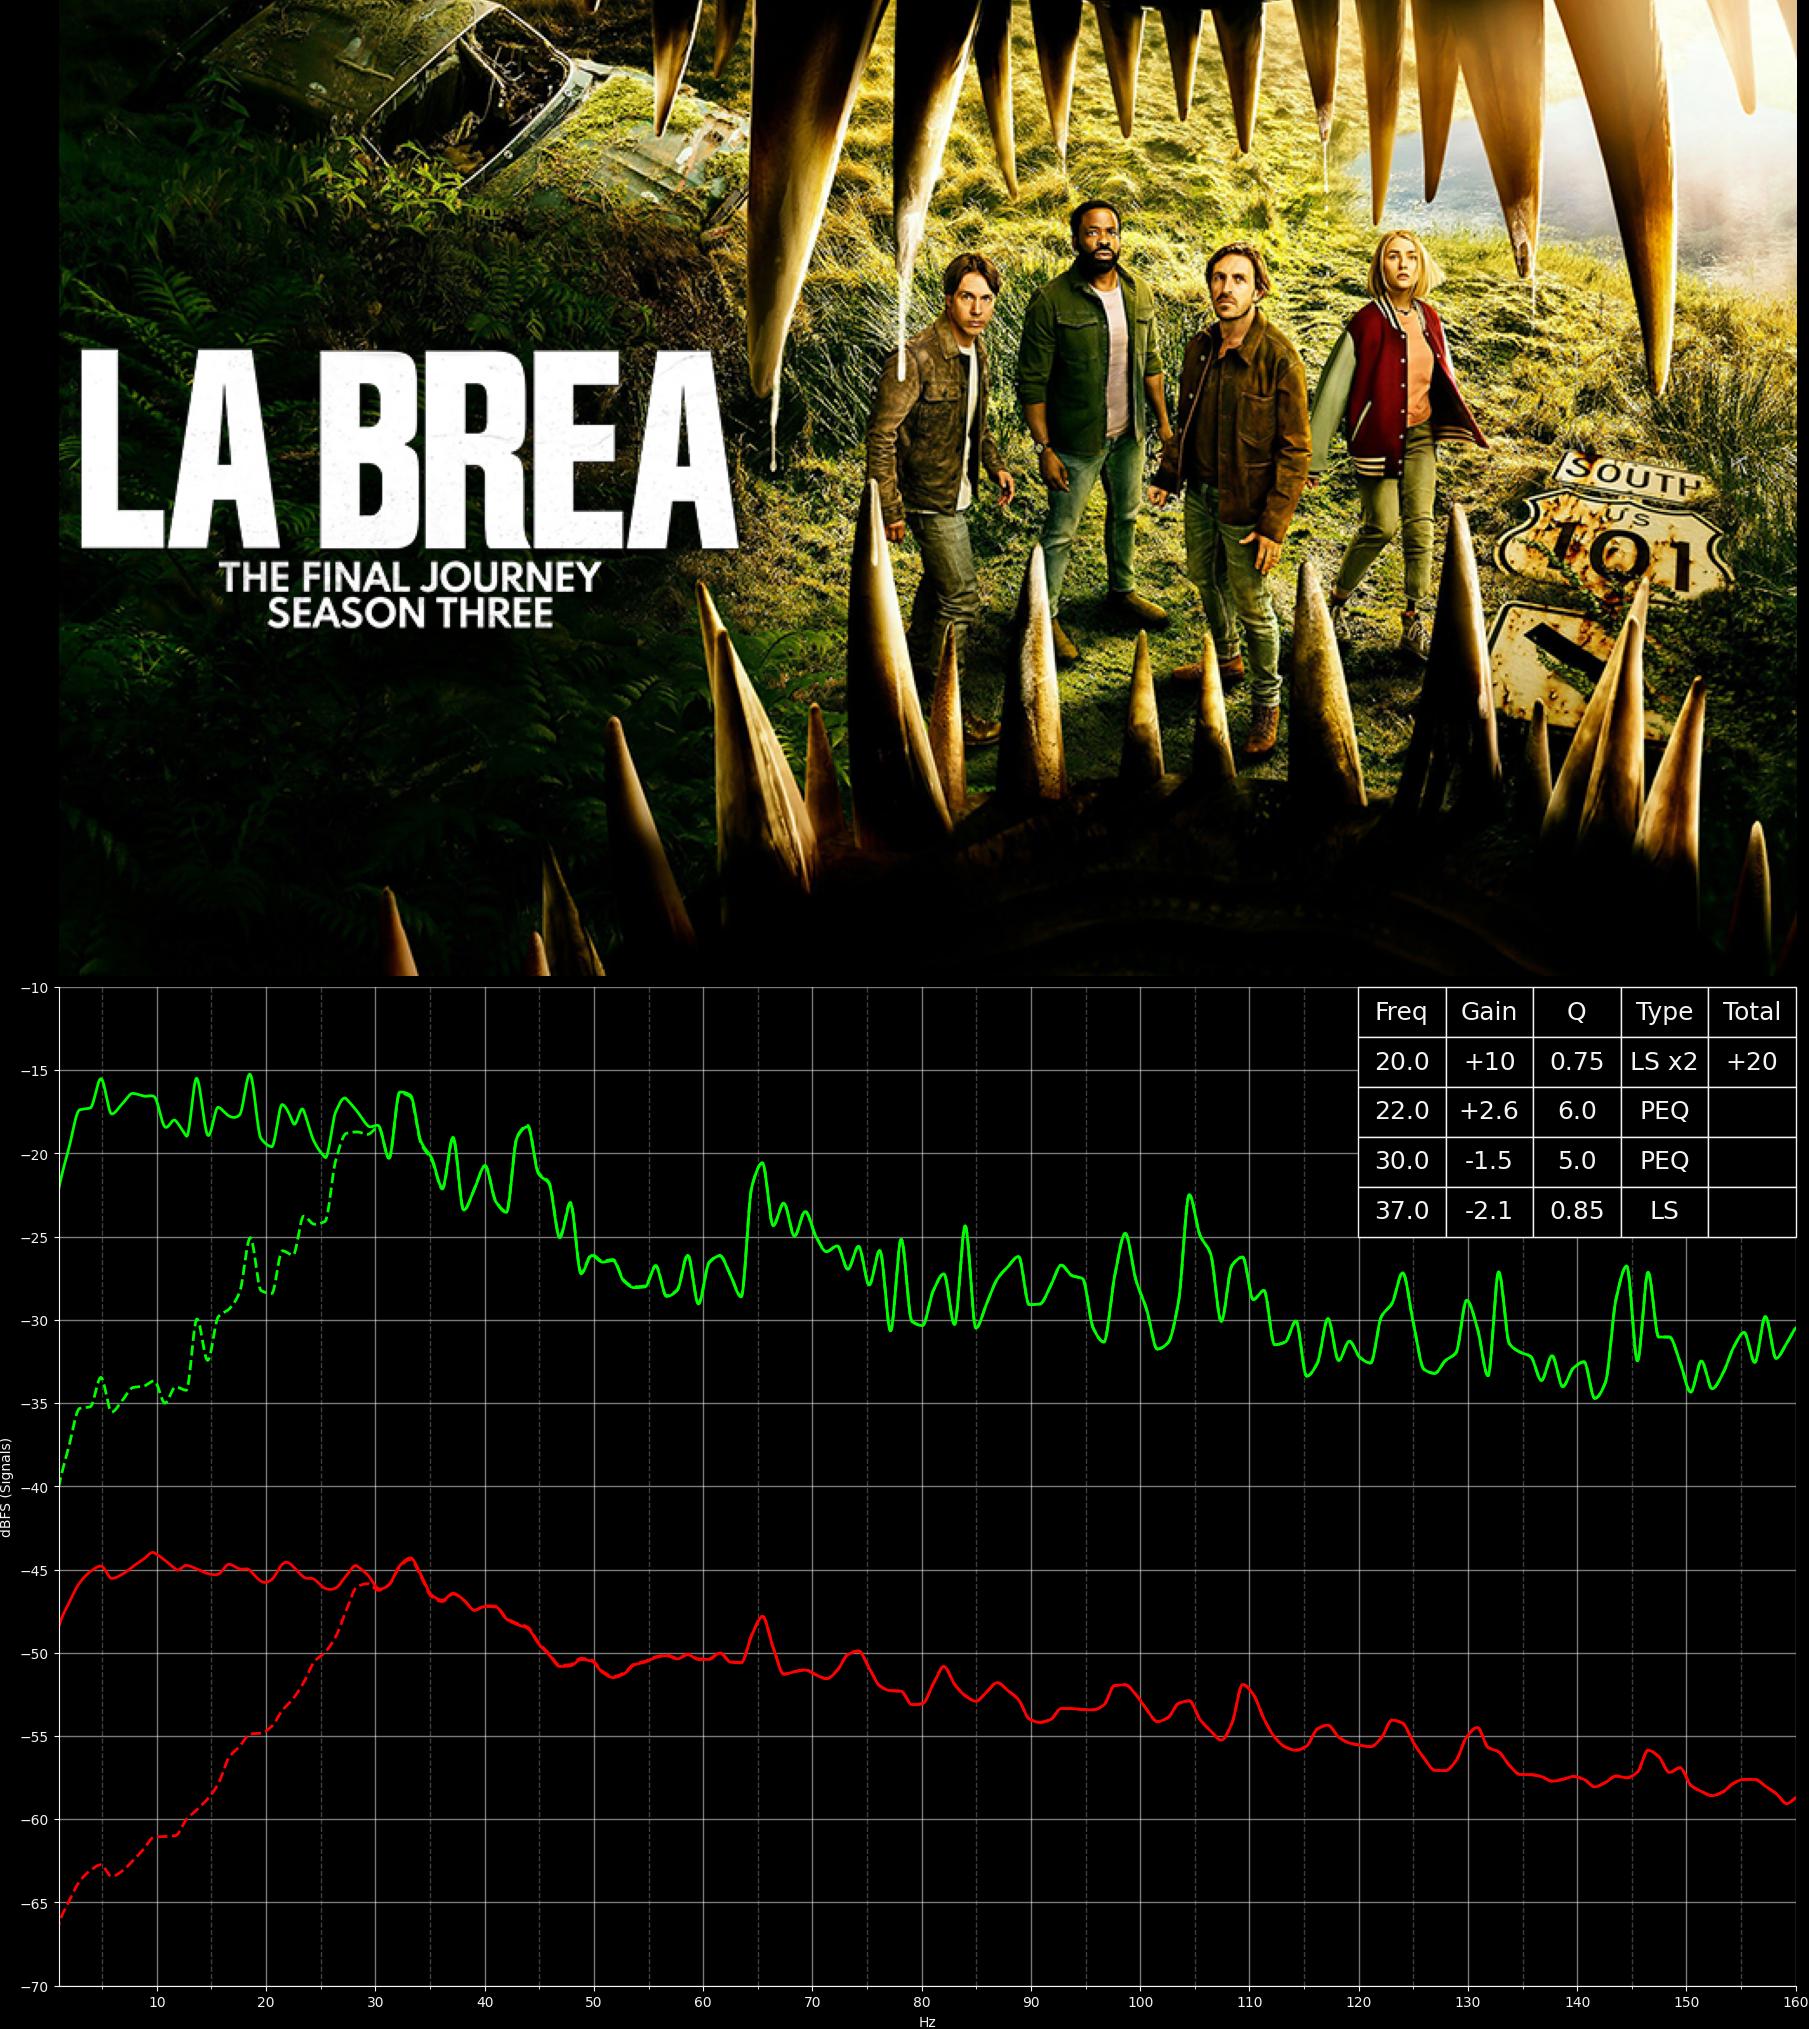 LA BREA
THE FINAL JOURNEY
SEASON THREE
SOUTH
US
101
Freq Gain Q Type Total
20.0 +10 0.75 LS x2 +20
22.0 +2.6 6.0 PEQ
30.0 -1.5 5.0 PEQ
37.0 -2.1 0.85 LS
−10
−15
−20
−25
−30
−35
−40
−45
−50
−55
−60
−65
−70
dBFS (Signals)
10 20 30 40 50 60 70 80 90 100 110 120 130 140 150 160
Hz